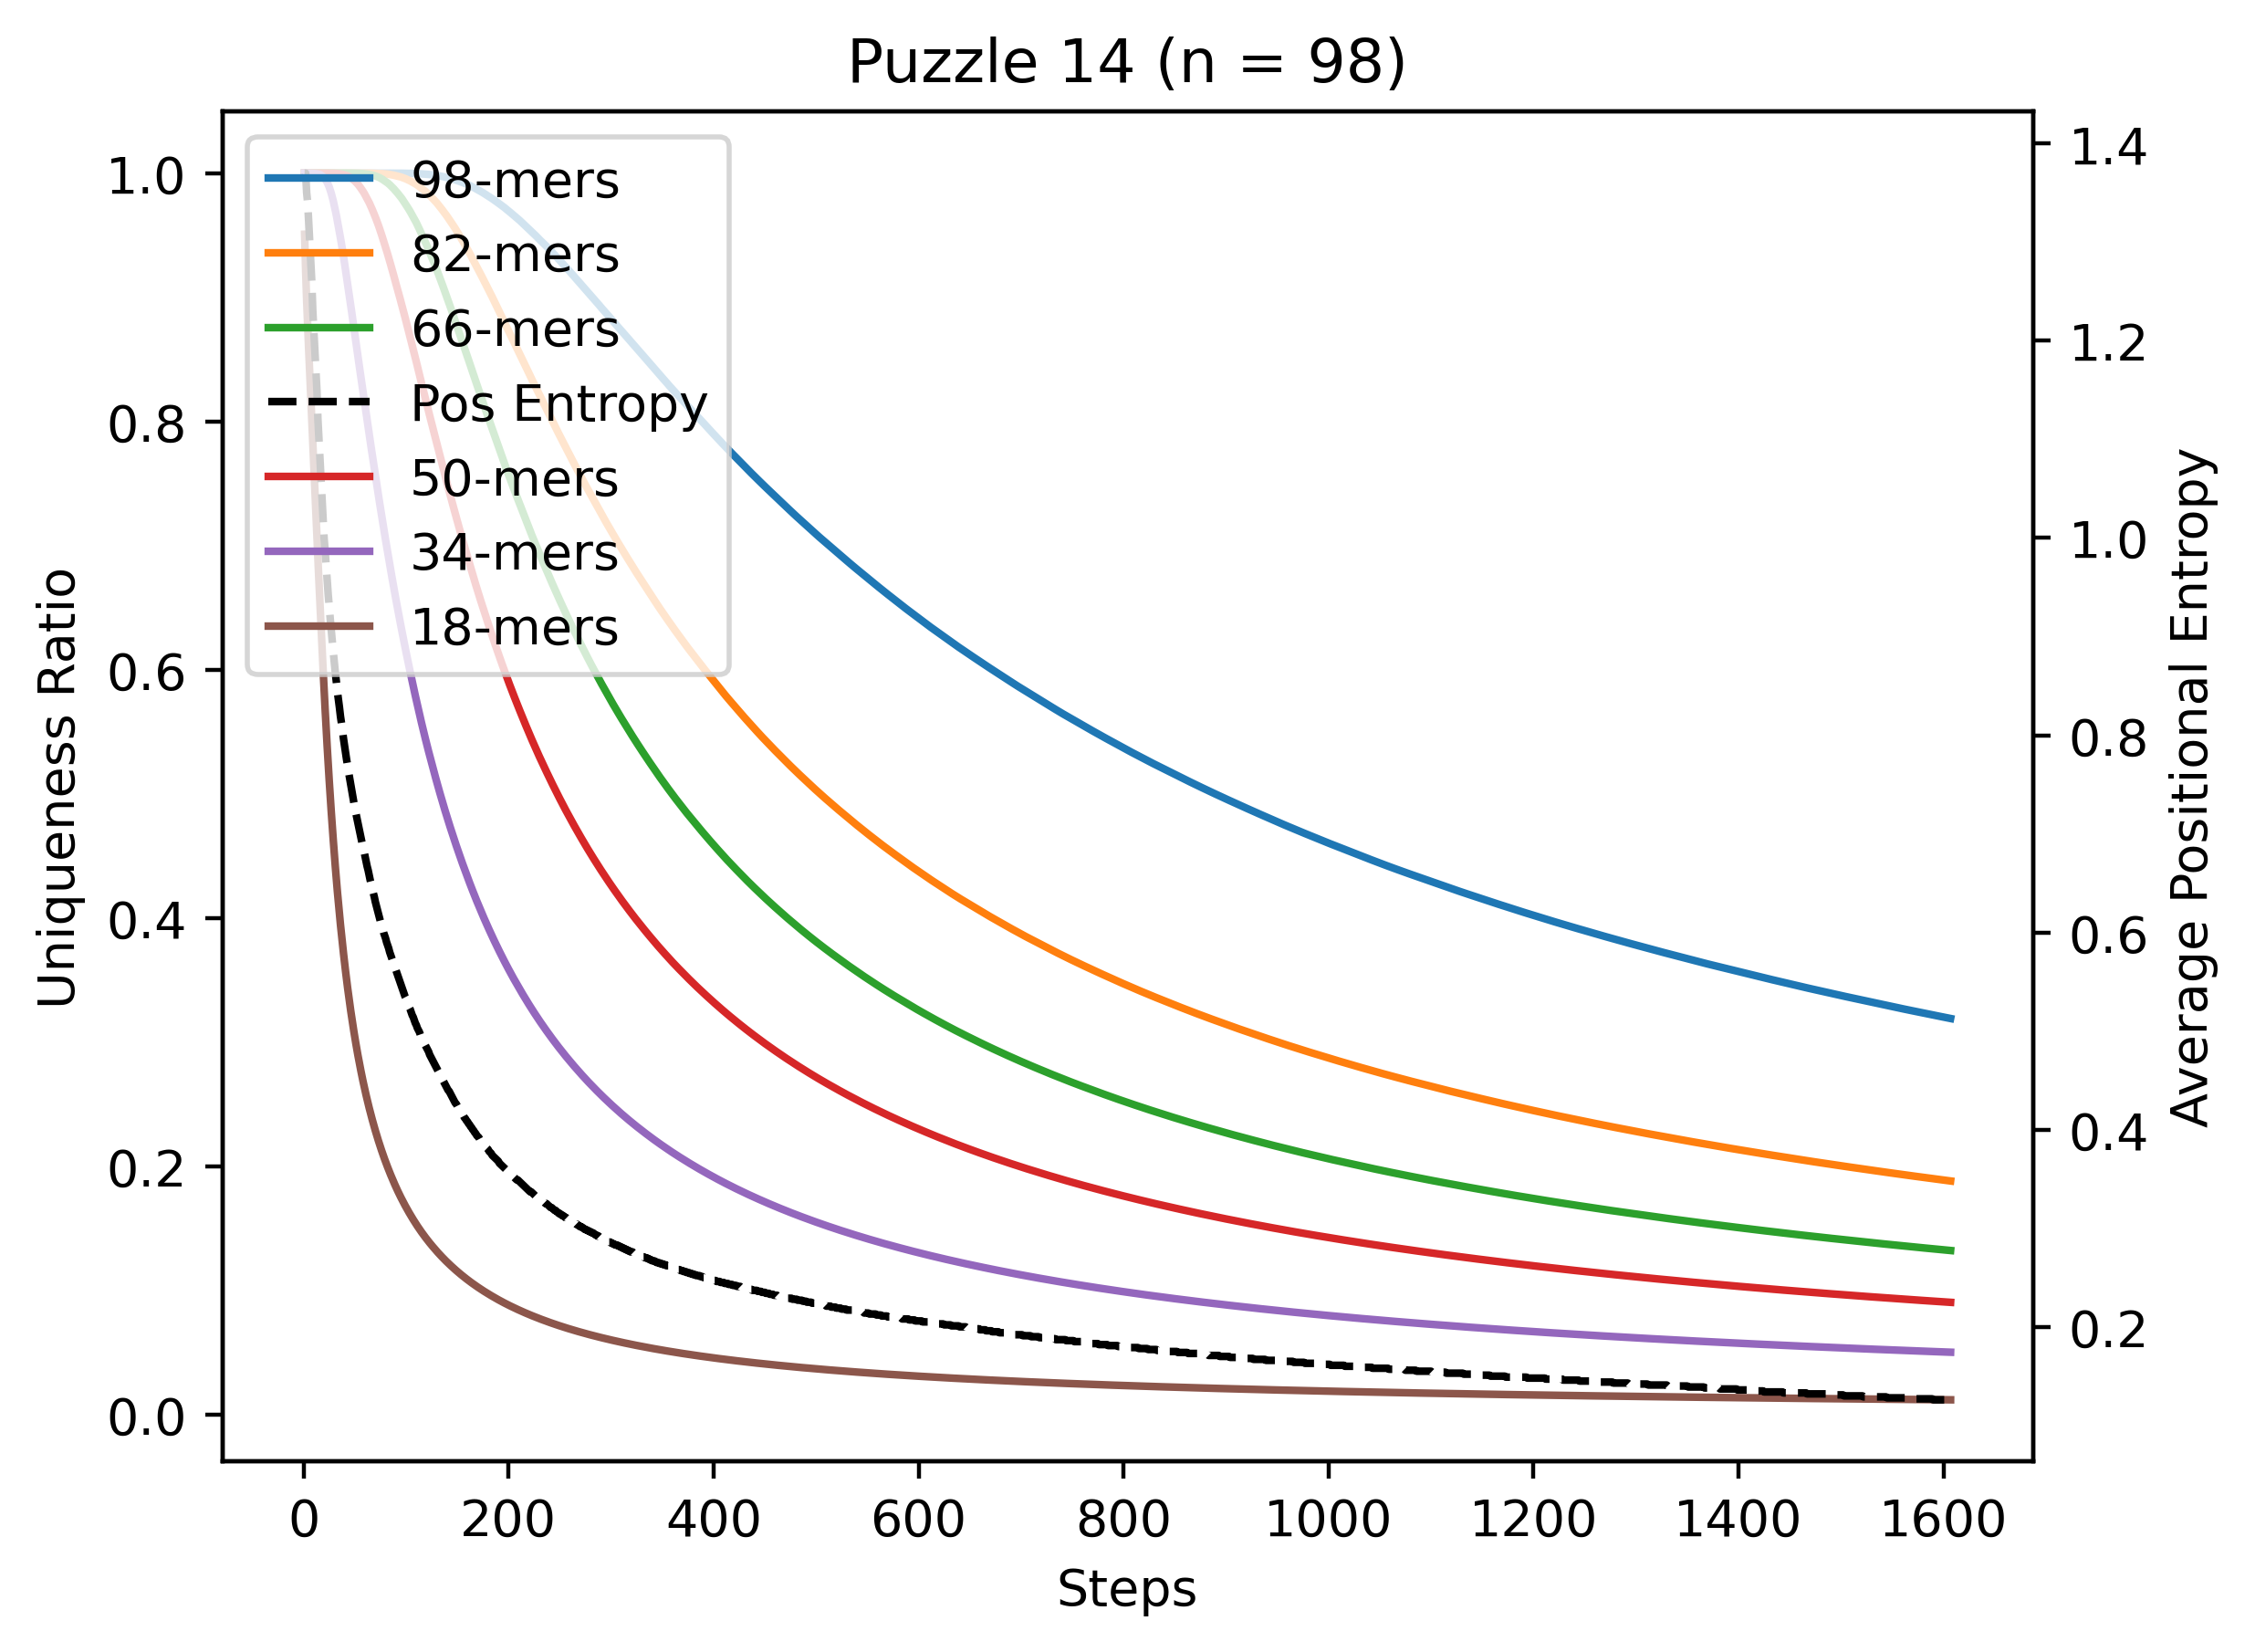 Puzzle 14 (n = 98)
98-mers
82-mers
66-mers
Pos Entropy
50-mers
34-mers
18-mers
Uniqueness Ratio
1.0
0.8
0.6
0.4
0.2
0.0
Average Positional Entropy
1.4
1.2
1.0
0.8
0.6
0.4
0.2
0 200 400 600 800 1000 1200 1400 1600
Steps